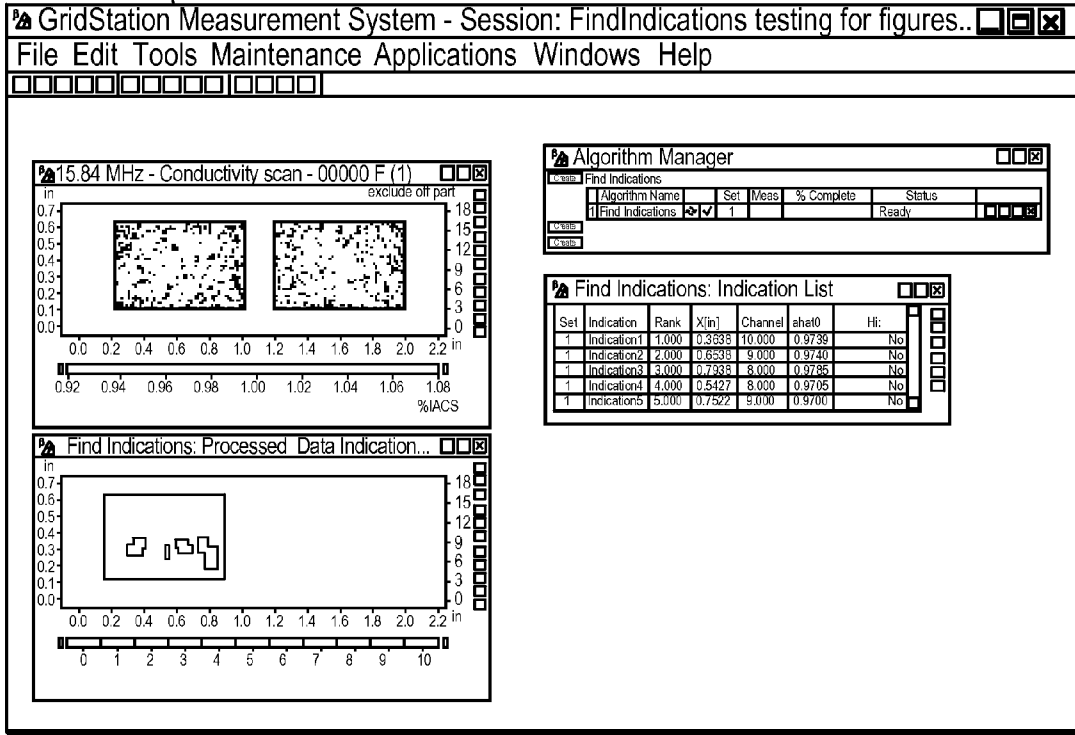 GridStation Measurement System - Session: FindIndications testing for figures..
File Edit Tools Maintenance Applications Windows Help
15.84 MHz - Conductivity scan - 00000 F (1)
in
exclude off part
0.7
0.6
0.5
0.4
0.3
0.2
0.1
0.0
18
15
12
9
6
3
0
0.0 0.2 0.4 0.6 0.8 1.0 1.2 1.4 1.6 1.8 2.0 2.2 in
0.92 0.94 0.96 0.98 1.00 1.02 1.04 1.06 1.08
%IACS
Find Indications: Processed Data Indication...
in
0.7
0.6
0.5
0.4
0.3
0.2
0.1
0.0
18
15
12
9
6
3
0
0.0 0.2 0.4 0.6 0.8 1.0 1.2 1.4 1.6 1.8 2.0 2.2 in
0 1 2 3 4 5 6 7 8 9 10
Algorithm Manager
Create Find Indications
Algorithm Name Set Meas % Complete Status
1 Find Indications 1 Ready
Create
Create
Find Indications: Indication List
Set Indication Rank X[in] Channel ahat0 Hi:
1 Indication1 1.000 0.3638 10.000 0.9739 No
1 Indication2 2.000 0.6538 9.000 0.9740 No
1 Indication3 3.000 0.7938 8.000 0.9785 No
1 Indication4 4.000 0.5427 8.000 0.9705 No
1 Indication5 5.000 0.7522 9.000 0.9700 No